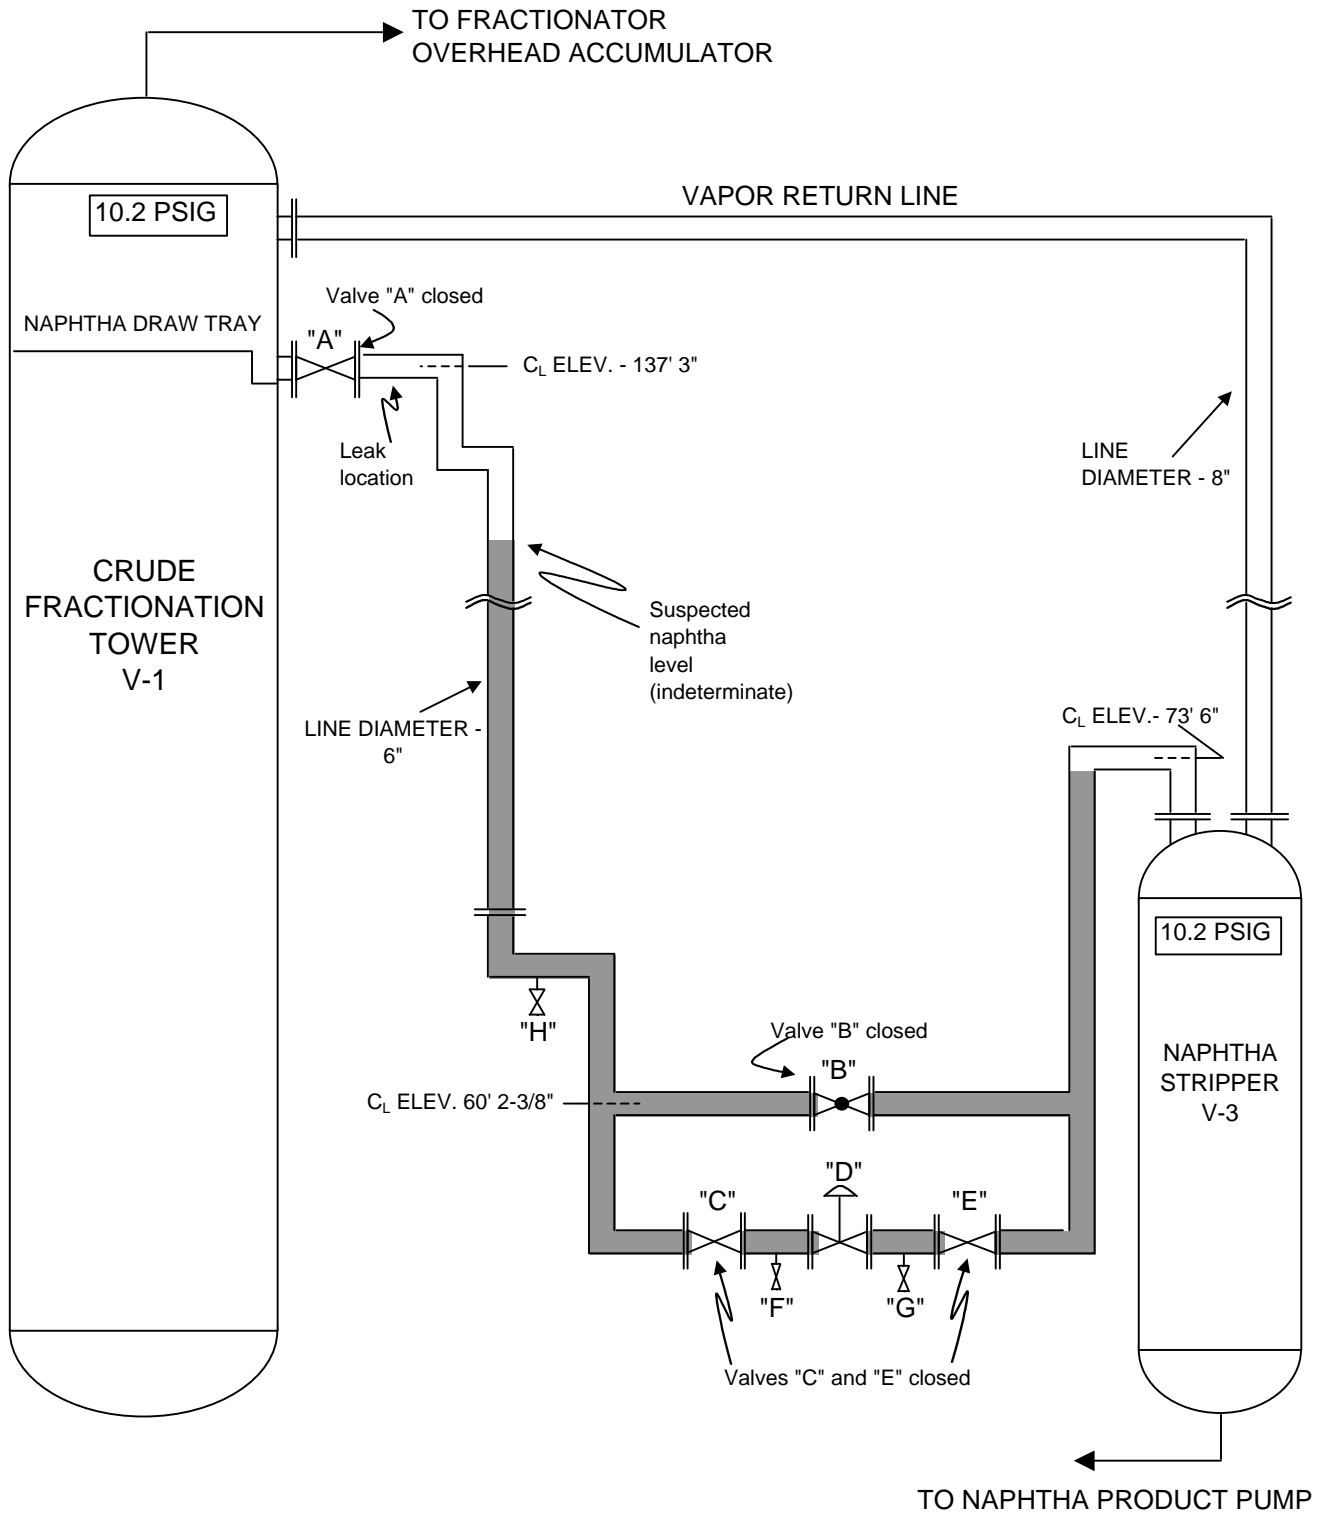 TO FRACTIONATOR
OVERHEAD ACCUMULATOR
10.2 PSIG
VAPOR RETURN LINE
Valve "A" closed
NAPHTHA DRAW TRAY
"A"
CL ELEV. - 137' 3"
Leak
location
LINE
DIAMETER - 8"
CRUDE
FRACTIONATION
TOWER
V-1
Suspected
naphtha
level
(indeterminate)
LINE DIAMETER -
6"
CL ELEV.- 73' 6"
10.2 PSIG
"H"
Valve "B" closed
"B"
NAPHTHA
STRIPPER
V-3
CL ELEV. 60' 2-3/8"
"C"
"D"
"E"
"F"
"G"
Valves "C" and "E" closed
TO NAPHTHA PRODUCT PUMP